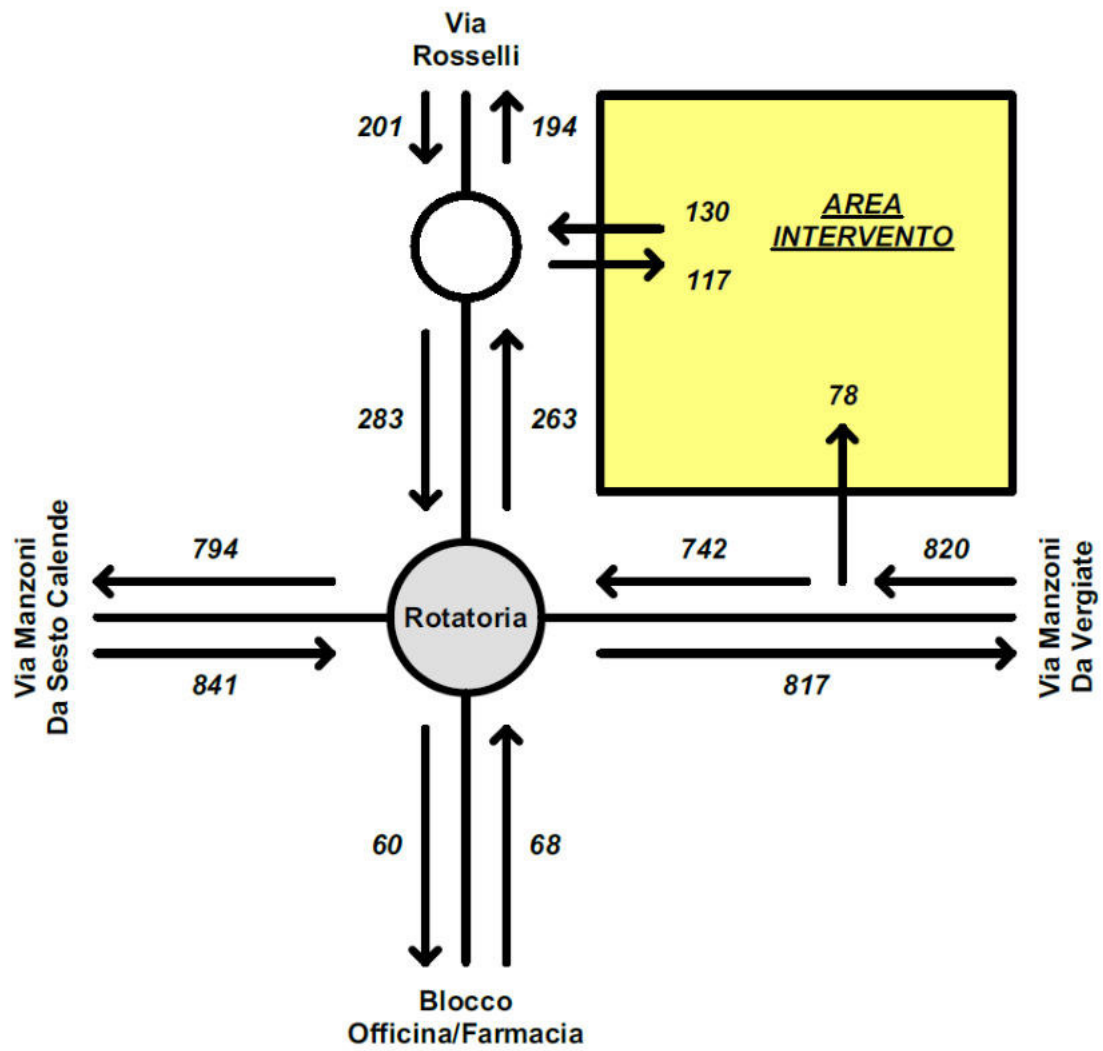 Via
Rosselli
201
194
130
117
AREA
INTERVENTO
78
283
263
Via Manzoni
Da Sesto Calende
794
742
820
Rotatoria
841
817
Via Manzoni
Da Vergiate
60
68
Blocco
Officina/Farmacia